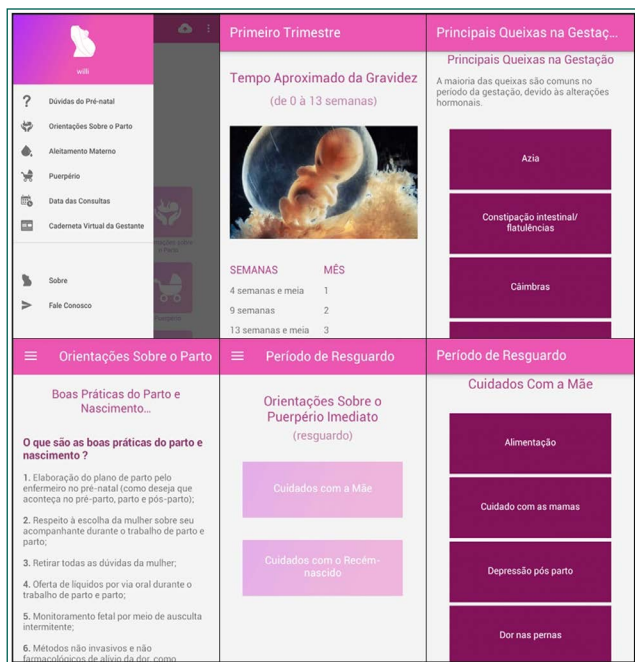 willi
Dúvidas do Pré-natal
Orientações Sobre o Parto
Aleitamento Materno
Puerpério
Data das Consultas
Caderneta Virtual da Gestante
Sobre
Fale Conosco
Primeiro Trimestre
Tempo Aproximado da Gravidez
(de 0 à 13 semanas)
SEMANAS MÊS
4 semanas e meia 1
9 semanas 2
13 semanas e meia 3
Principais Queixas na Gestaç...
Principais Queixas na Gestação
A maioria das queixas são comuns no
período da gestação, devido às alterações
hormonais.
Azia
Constipação intestinal/
flatulências
Câimbras
Orientações Sobre o Parto
Boas Práticas do Parto e
Nascimento...
O que são as boas práticas do parto e
nascimento ?
1. Elaboração do plano de parto pelo
enfermeiro no pré-natal (como deseja que
aconteça no pré-parto, parto e pós-parto);
2. Respeito à escolha da mulher sobre seu
acompanhante durante o trabalho de parto e
parto;
3. Retirar todas as dúvidas da mulher;
4. Oferta de líquidos por via oral durante o
trabalho de parto e parto;
5. Monitoramento fetal por meio de ausculta
intermitente;
6. Métodos não invasivos e não
farmacológicos de alívio da dor, como
Período de Resguardo
Orientações Sobre o
Puerpério Imediato
(resguardo)
Cuidados com a Mãe
Cuidados com o Recém-
nascido
Período de Resguardo
Cuidados Com a Mãe
Alimentação
Cuidado com as mamas
Depressão pós parto
Dor nas pernas